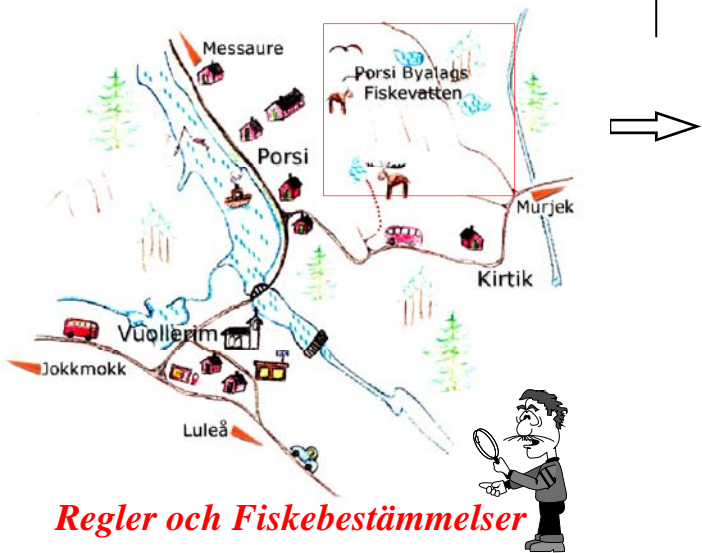 Messaure
Porsi Byalags
Fiskevatten
Porsi
Murjek
Kirtik
Vuollerim
Jokkmokk
Luleå
Regler och Fiskebestämmelser